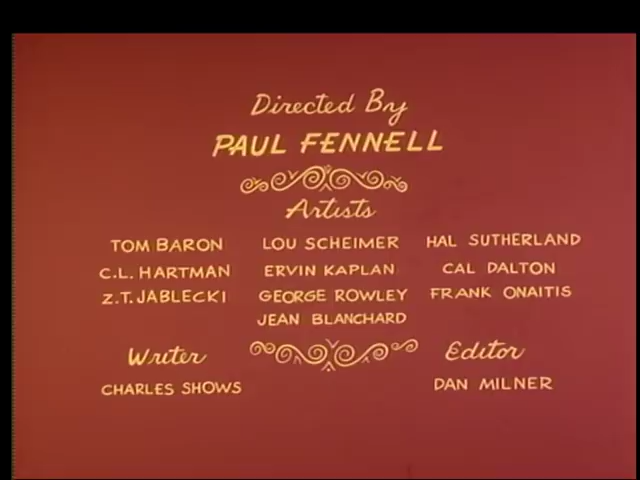 Directed By
PAUL FENNELL
Artists
TOM BARON LOU SCHEIMER HAL SUTHERLAND
C.L. HARTMAN ERVIN KAPLAN CAL DALTON
Z.T. JABLECKI GEORGE ROWLEY FRANK ONAITIS
JEAN BLANCHARD
Writer Editor
CHARLES SHOWS DAN MILNER